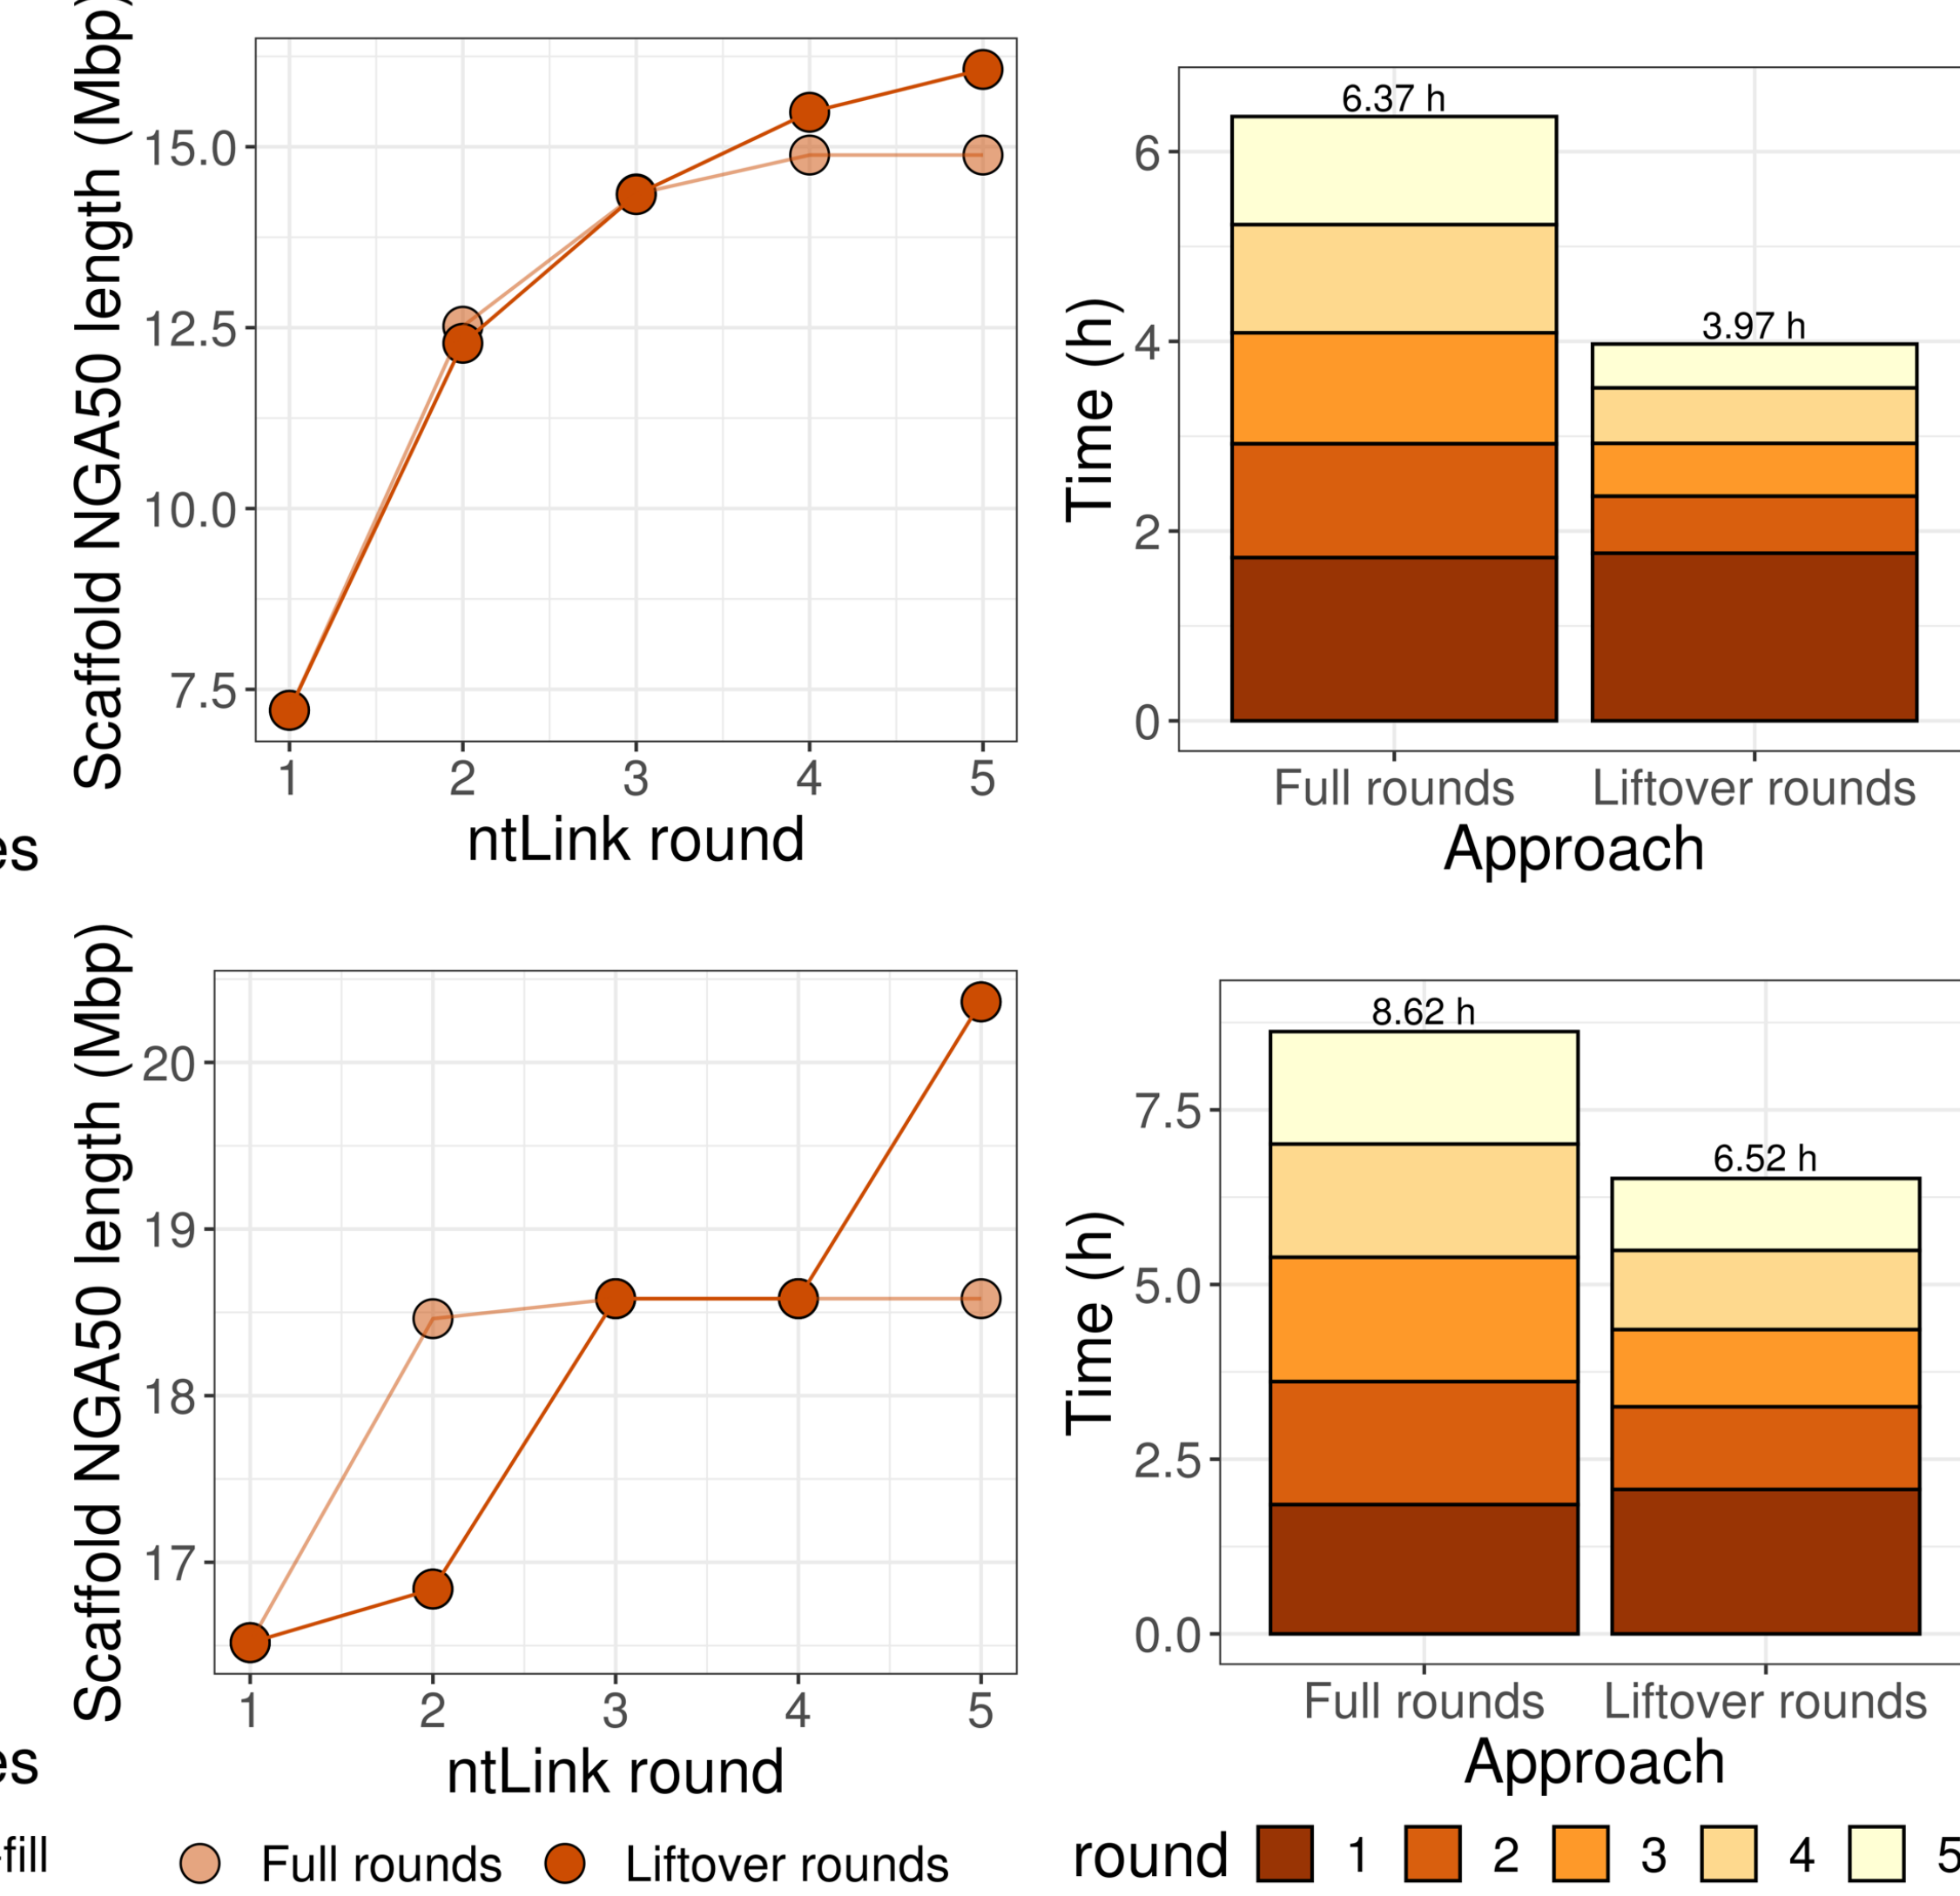 Scaffold NGA50 length (Mbp)
15.0
12.5
10.0
7.5
1 2 3 4 5
ntLink round
Time (h)
6
4
2
0
6.37 h
3.97 h
Full rounds Liftover rounds
Approach
es
Scaffold NGA50 length (Mbp)
20
19
18
17
1 2 3 4 5
ntLink round
Time (h)
7.5
5.0
2.5
0.0
8.62 h
6.52 h
Full rounds Liftover rounds
Approach
es
-fill
Full rounds Liftover rounds
round 1 2 3 4 5